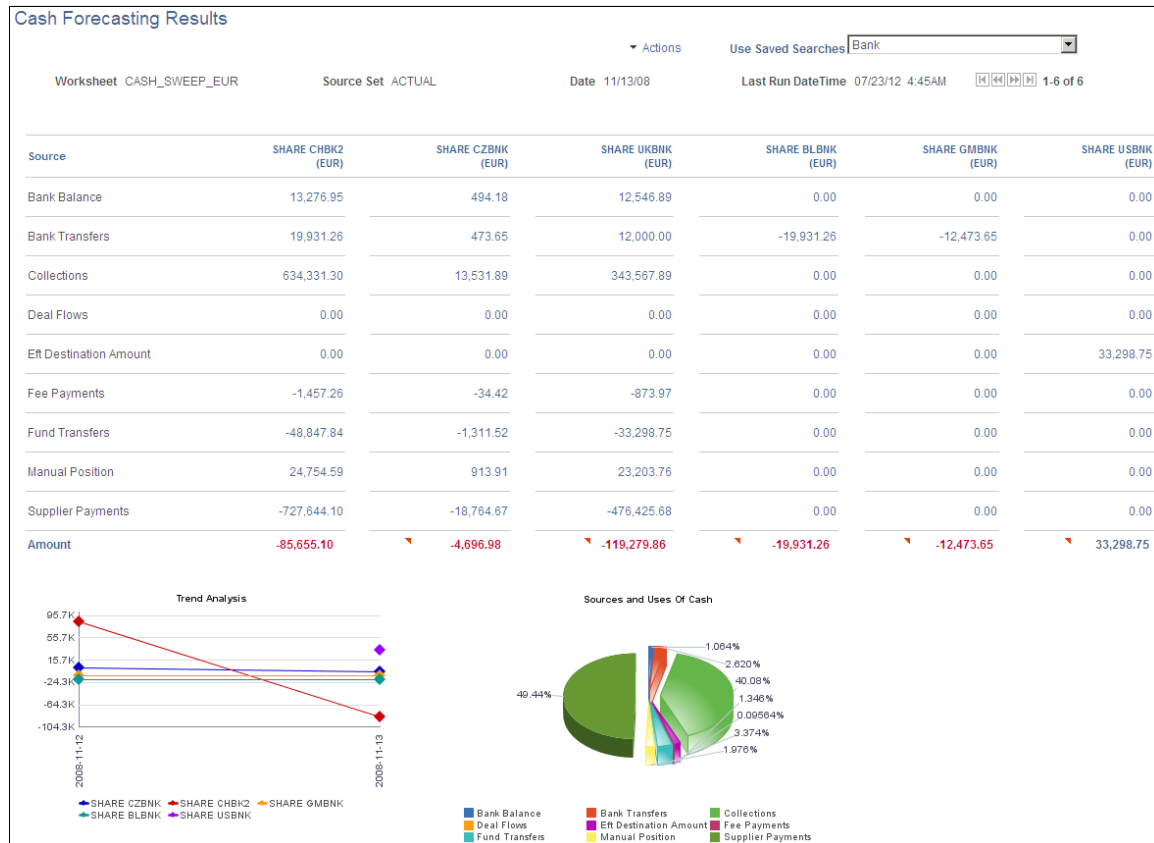 Cash Forecasting Results
Actions Use Saved Searches Bank
Worksheet CASH_SWEEP_EUR Source Set ACTUAL Date 11/13/08 Last Run DateTime 07/23/12 4:45AM 1-6 of 6
Source SHARE CHBK2 (EUR) SHARE CZBNK (EUR) SHARE UKBNK (EUR) SHARE BLBNK (EUR) SHARE GMBNK (EUR) SHARE USBNK (EUR)
Bank Balance 13,276.95 494.18 12,546.89 0.00 0.00 0.00
Bank Transfers 19,931.26 473.65 12,000.00 -19,931.26 -12,473.65 0.00
Collections 634,331.30 13,531.89 343,567.89 0.00 0.00 0.00
Deal Flows 0.00 0.00 0.00 0.00 0.00 0.00
Eft Destination Amount 0.00 0.00 0.00 0.00 0.00 33,298.75
Fee Payments -1,457.26 -34.42 -873.97 0.00 0.00 0.00
Fund Transfers -48,847.84 -1,311.52 -33,298.75 0.00 0.00 0.00
Manual Position 24,754.59 913.91 23,203.76 0.00 0.00 0.00
Supplier Payments -727,644.10 -18,764.67 -476,425.68 0.00 0.00 0.00
Amount -85,655.10 -4,696.98 -119,279.86 -19,931.26 -12,473.65 33,298.75
Trend Analysis
95.7K
55.7K
15.7K
-24.3K
-64.3K
-104.3K
2008-11-12
2008-11-13
SHARE CZBNK SHARE CHBK2 SHARE GMBNK
SHARE BLBNK SHARE USBNK
Sources and Uses Of Cash
1.064%
2.620%
40.08%
49.44%
1.346%
0.09564%
3.374%
1.976%
Bank Balance Bank Transfers Collections
Deal Flows Eft Destination Amount Fee Payments
Fund Transfers Manual Position Supplier Payments